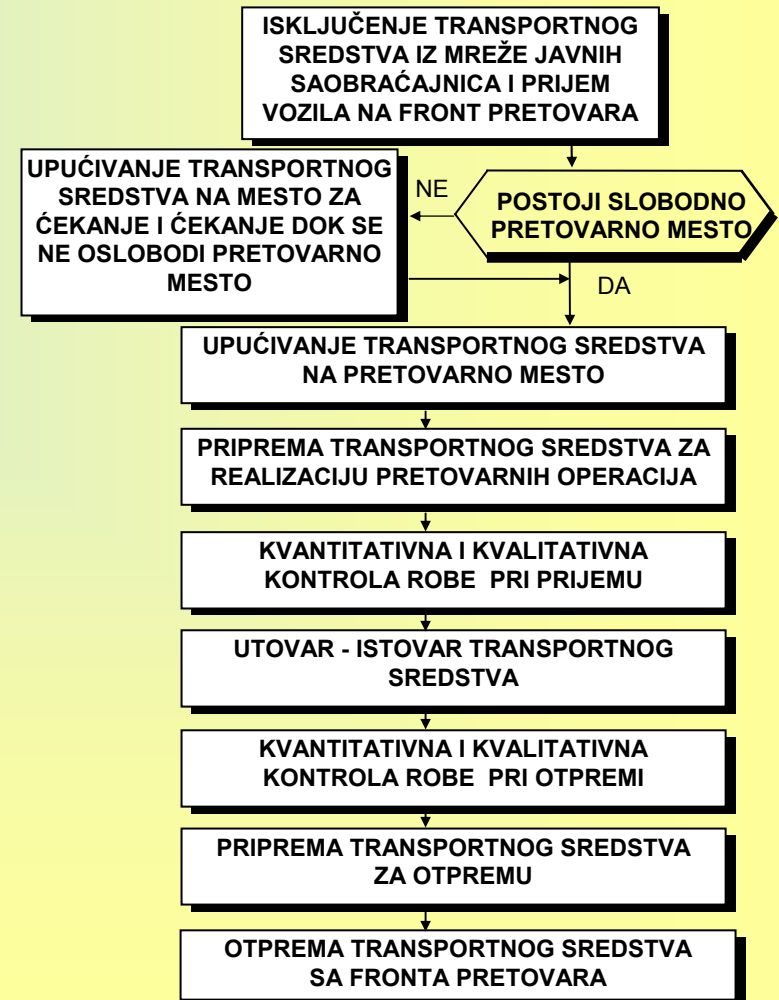 ISKLJUČENJE TRANSPORTNOG
SREDSTVA IZ MREŽE JAVNIH
SAOBRAĆAJNICA I PRIJEM
VOZILA NA FRONT PRETOVARA
UPUĆIVANJE TRANSPORTNOG
SREDSTVA NA MESTO ZA
ĆEKANJE I ĆEKANJE DOK SE
NE OSLOBODI PRETOVARNO
MESTO
NE
POSTOJI SLOBODNO
PRETOVARNO MESTO
DA
UPUĆIVANJE TRANSPORTNOG SREDSTVA
NA PRETOVARNO MESTO
PRIPREMA TRANSPORTNOG SREDSTVA ZA
REALIZACIJU PRETOVARNIH OPERACIJA
KVANTITATIVNA I KVALITATIVNA
KONTROLA ROBE PRI PRIJEMU
UTOVAR - ISTOVAR TRANSPORTNOG
SREDSTVA
KVANTITATIVNA I KVALITATIVNA
KONTROLA ROBE PRI OTPREMI
PRIPREMA TRANSPORTNOG SREDSTVA
ZA OTPREMU
OTPREMA TRANSPORTNOG SREDSTVA
SA FRONTA PRETOVARA